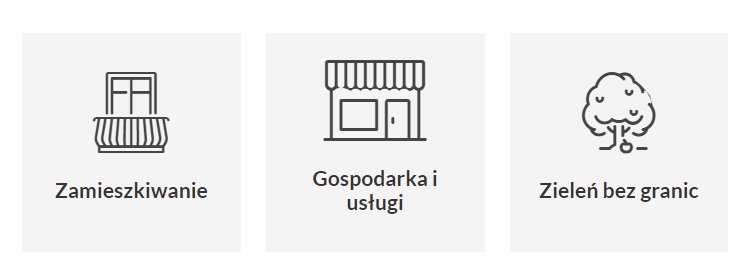 Zamieszkiwanie
Gospodarka i
usługi
Zieleń bez granic